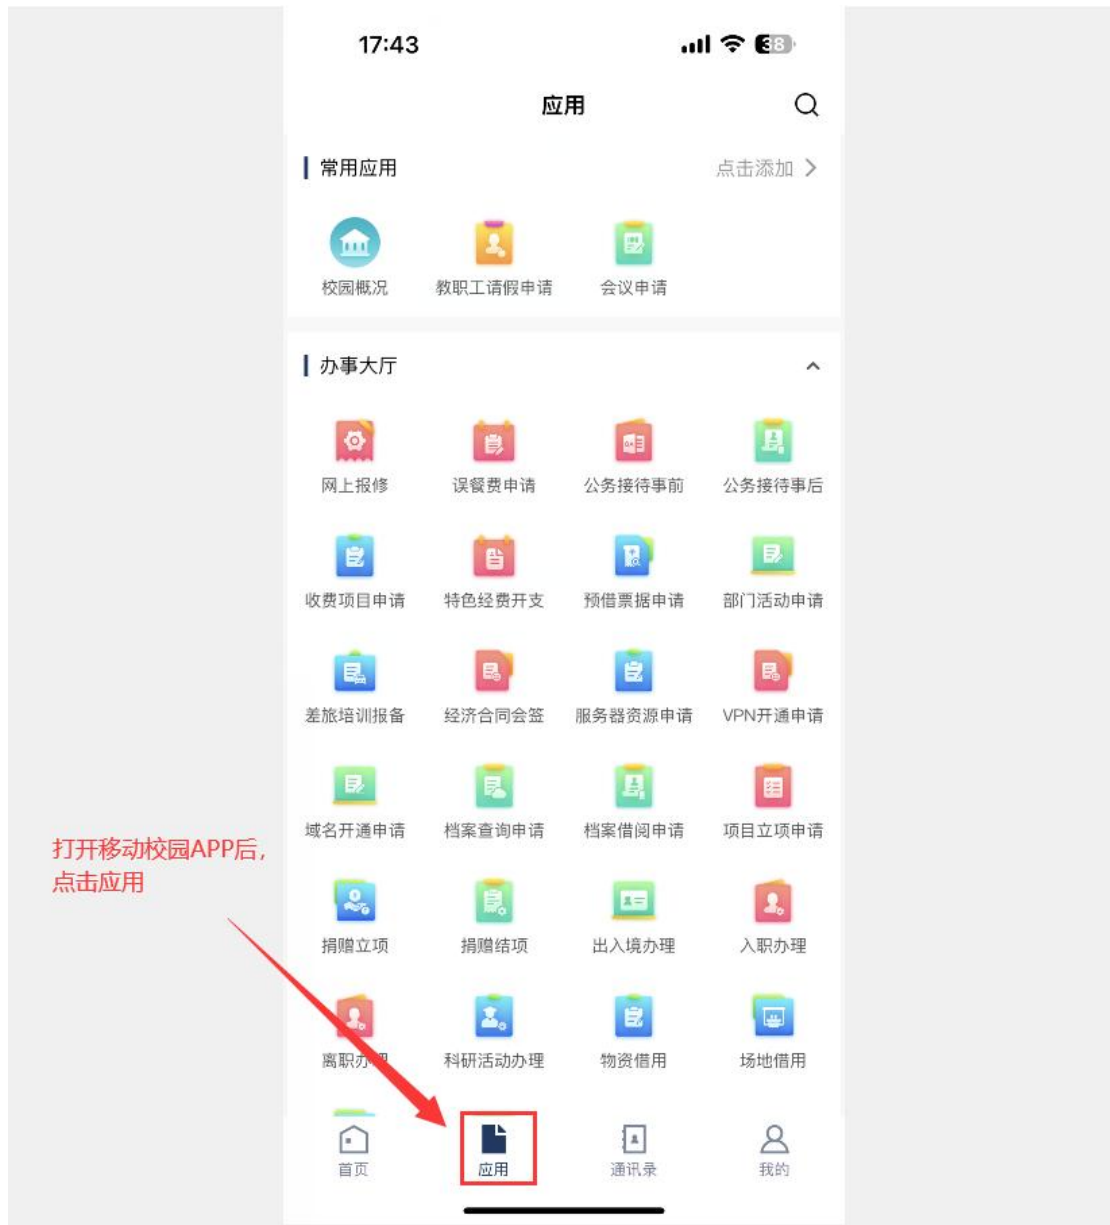 17:43
38
应用
常用应用
点击添加
校园概况
教职工请假申请
会议申请
办事大厅
网上报修
误餐费申请
公务接待事前
公务接待事后
收费项目申请
特色经费开支
预借票据申请
部门活动申请
差旅培训报备
经济合同会签
服务器资源申请
VPN开通申请
域名开通申请
档案查询申请
档案借阅申请
项目立项申请
打开移动校园APP后,
点击应用
捐赠立项
捐赠结项
出入境办理
入职办理
离职办理
科研活动办理
物资借用
场地借用
首页
应用
通讯录
我的